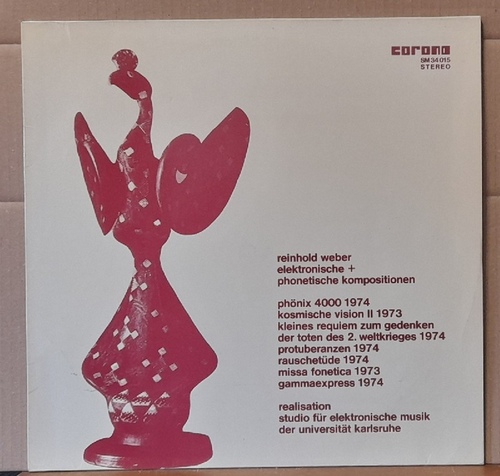 corona
SM 34 015
STEREO
reinhold weber
elektronische +
phonetische kompositionen
phönix 4000 1974
kosmische vision II 1973
kleines requiem zum gedenken
der toten des 2. weltkrieges 1974
protuberanzen 1974
rauschetüde 1974
missa fonetica 1973
gammaexpress 1974
realisation
studio für elektronische musik
der universität karlsruhe